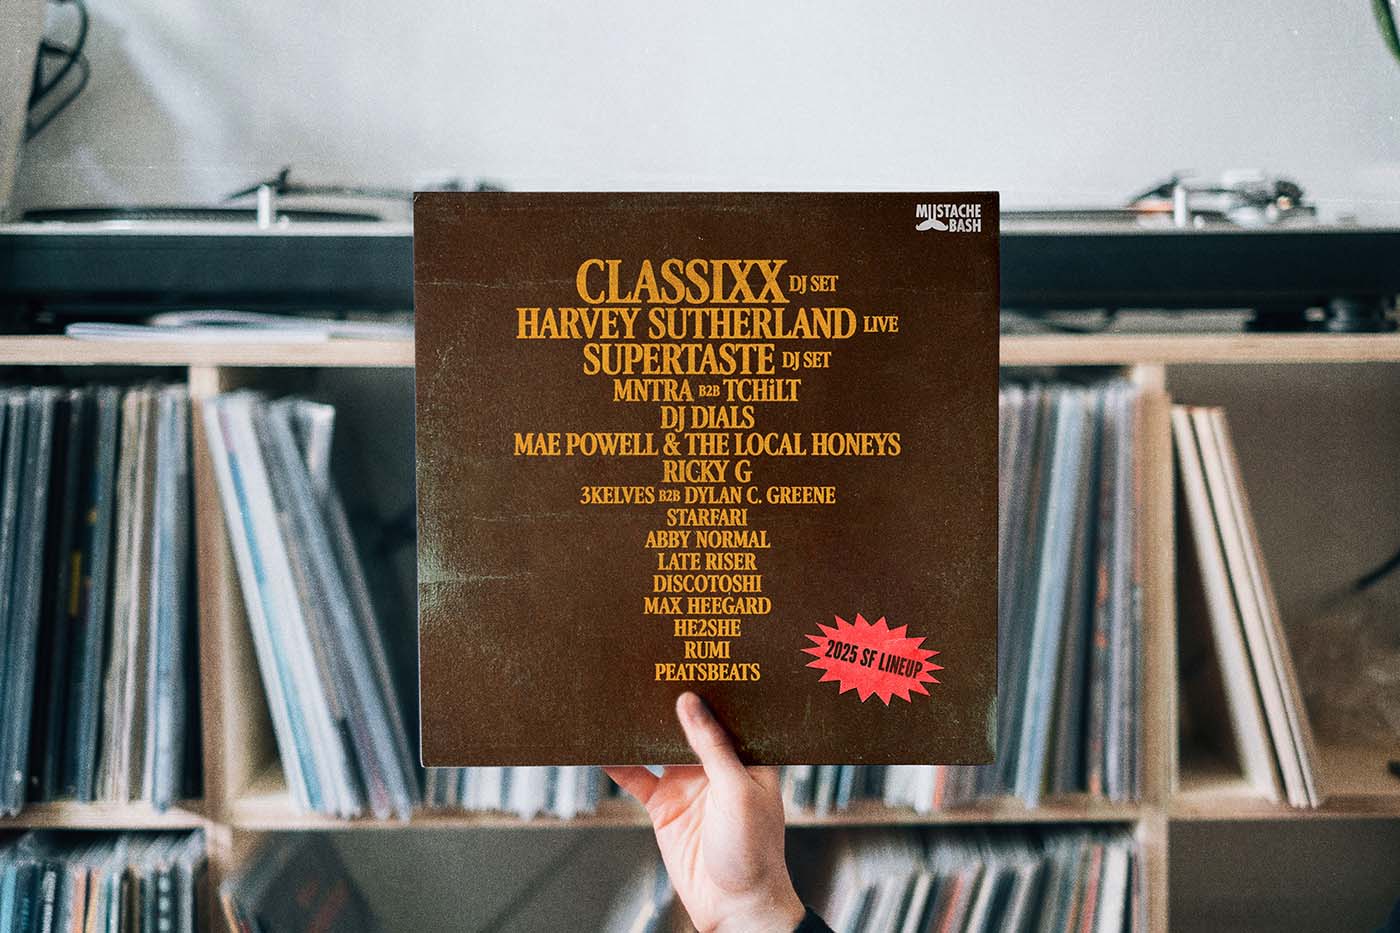 MUSTACHE
BASH
CLASSIXX DJ SET
HARVEY SUTHERLAND LIVE
SUPERTASTE DJ SET
MNTRA B2B TCHiLT
DJ DIALS
MAE POWELL & THE LOCAL HONEYS
RICKY G
3KELVES B2B DYLAN C. GREENE
STARFARI
ABBY NORMAL
LATE RISER
DISCOTOSHI
MAX HEEGARD
HE2SHE
RUMI
PEATSBEATS
2025 SF LINEUP